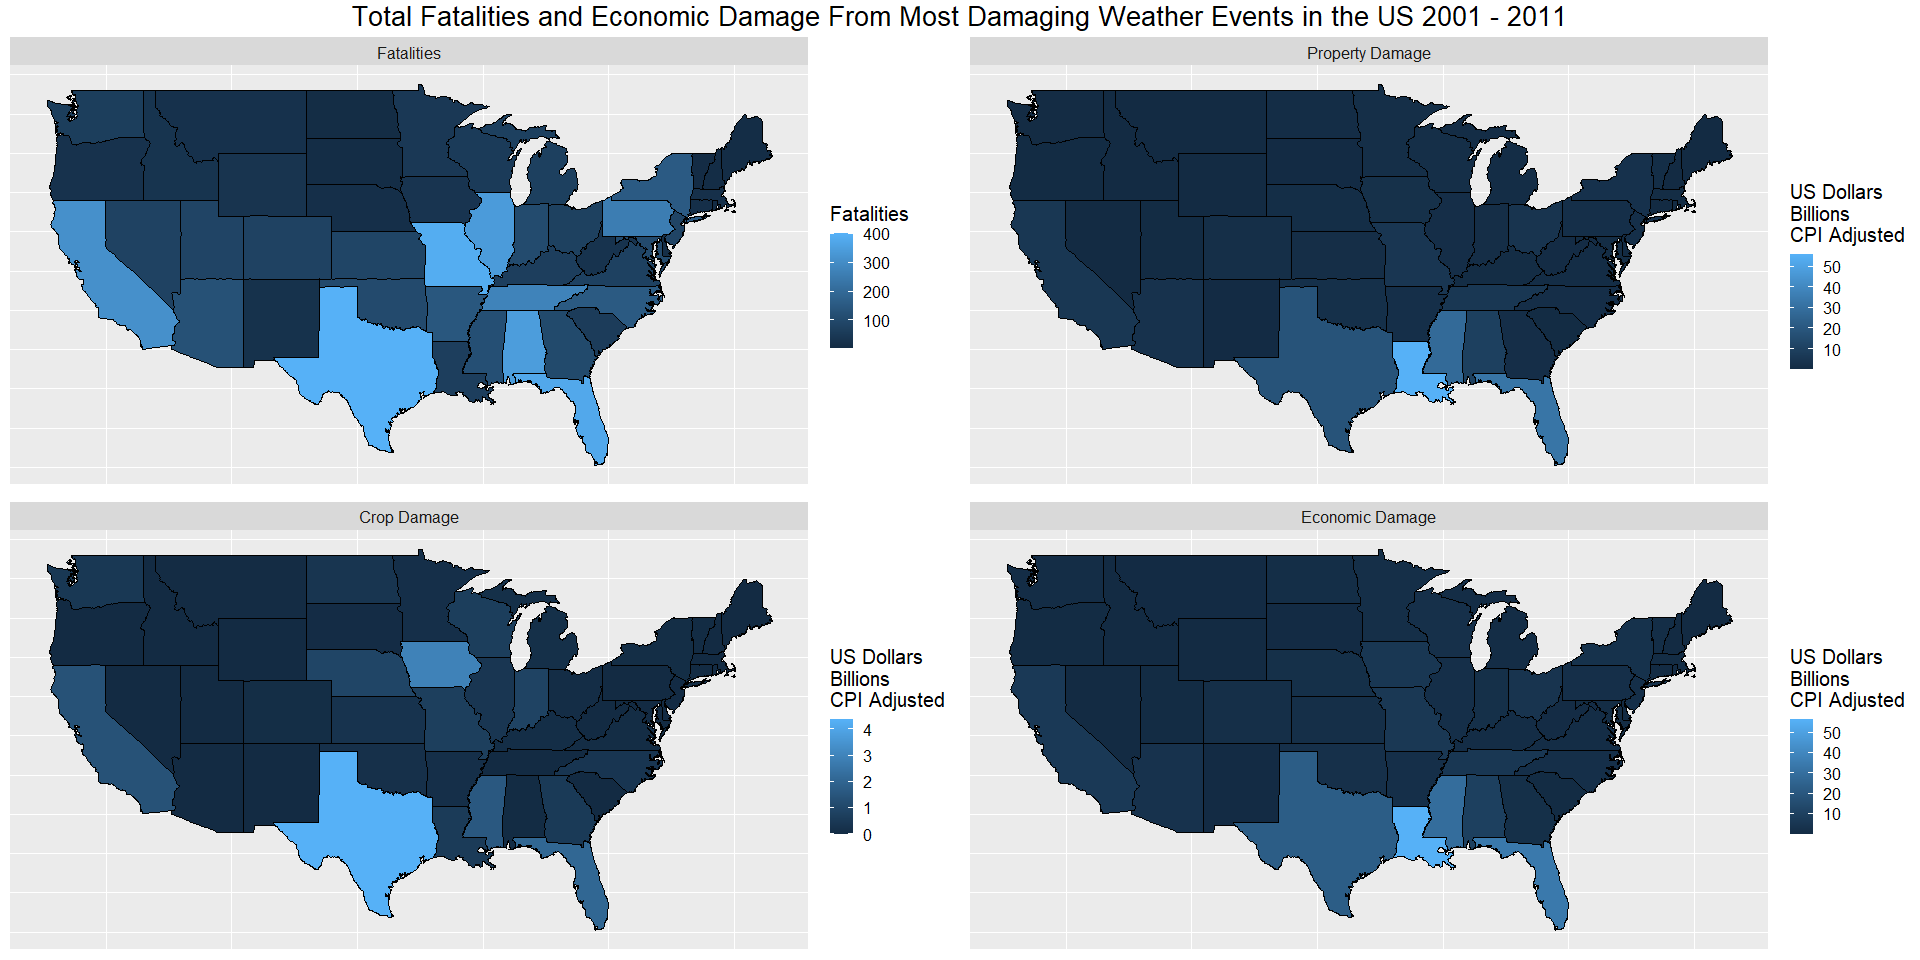 Total Fatalities and Economic Damage From Most Damaging Weather Events in the US 2001 - 2011
Fatalities
Fatalities
400
300
200
100
Property Damage
US Dollars
Billions
CPI Adjusted
50
40
30
20
10
Crop Damage
US Dollars
Billions
CPI Adjusted
4
3
2
1
0
Economic Damage
US Dollars
Billions
CPI Adjusted
50
40
30
20
10